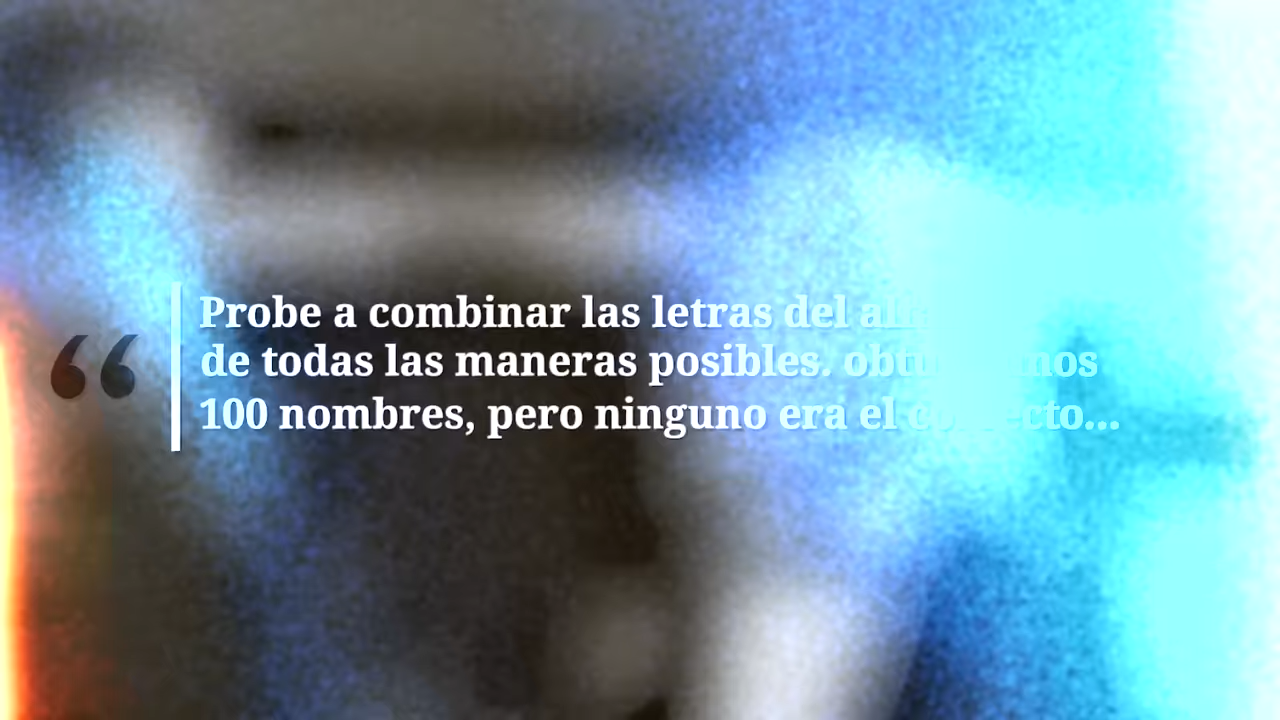 Probe a combinar las letras del
de todas las maneras posibles.
100 nombres, pero ninguno era el